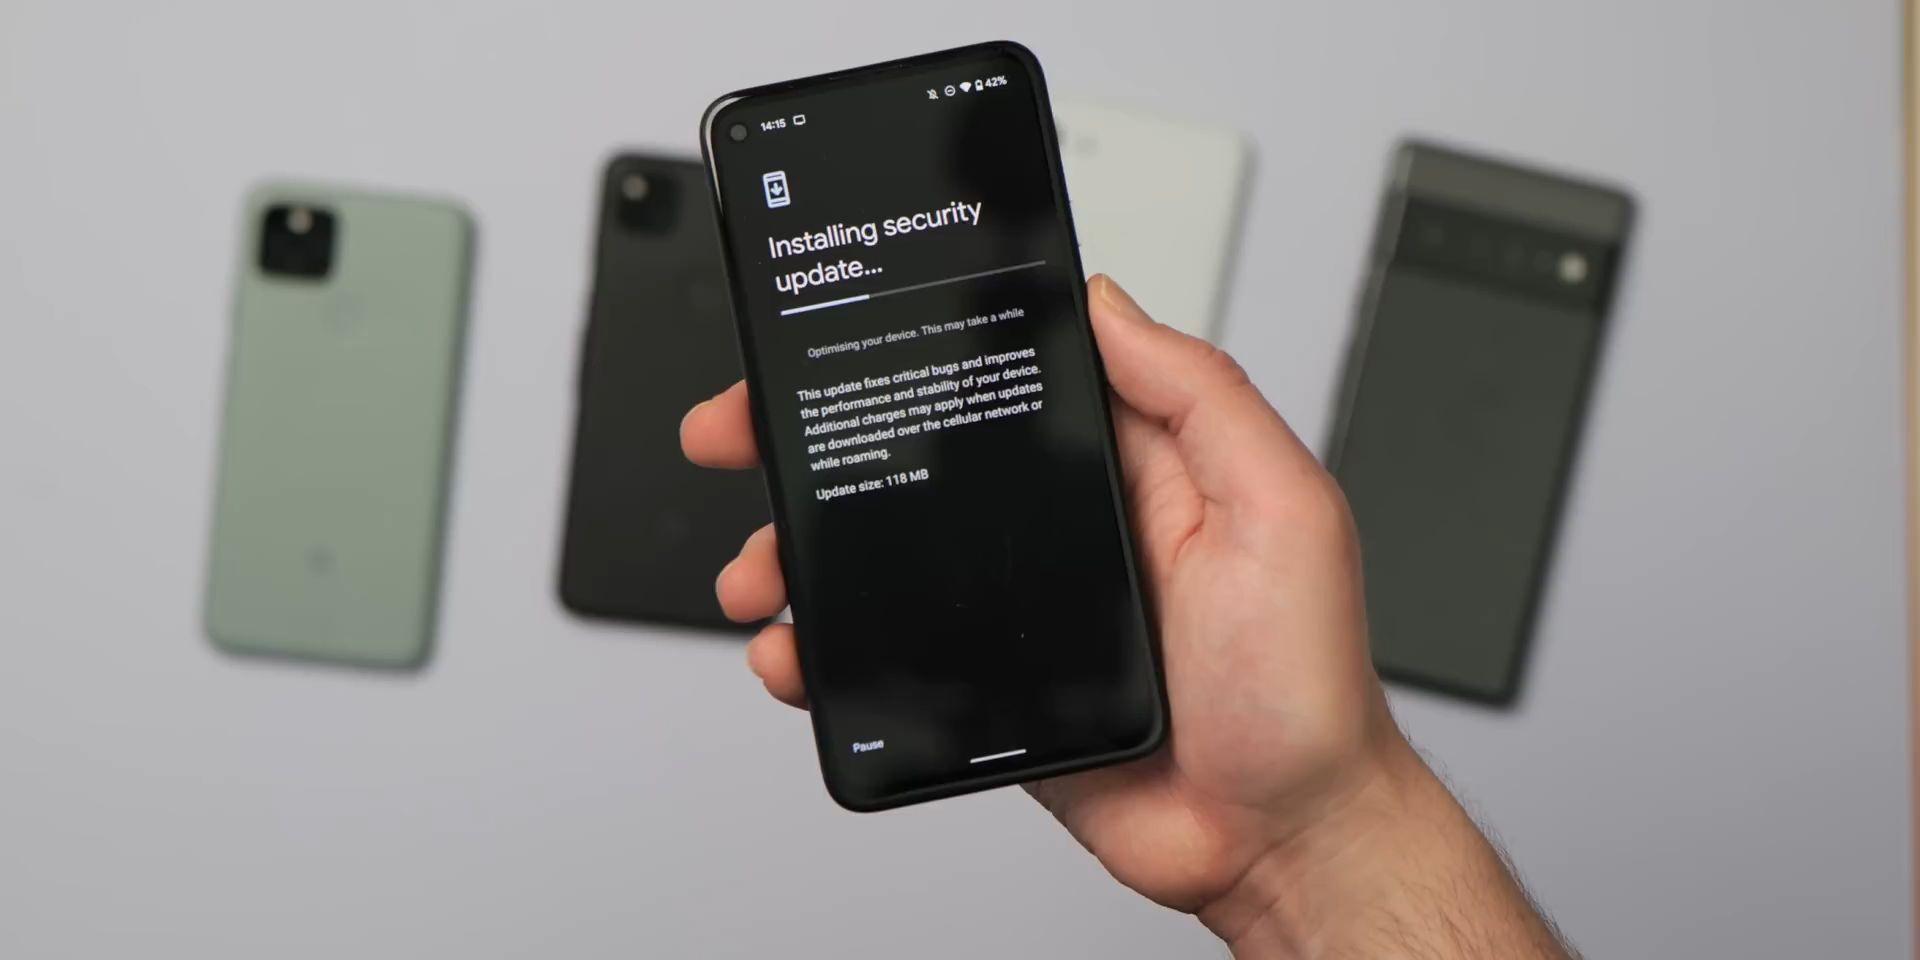 14:15
42%
Installing security
update...
Optimising your device. This may take a while
This update fixes critical bugs and improves
the performance and stability of your device.
Additional charges may apply when updates
are downloaded over the cellular network or
while roaming.
Update size: 118 MB
Pause